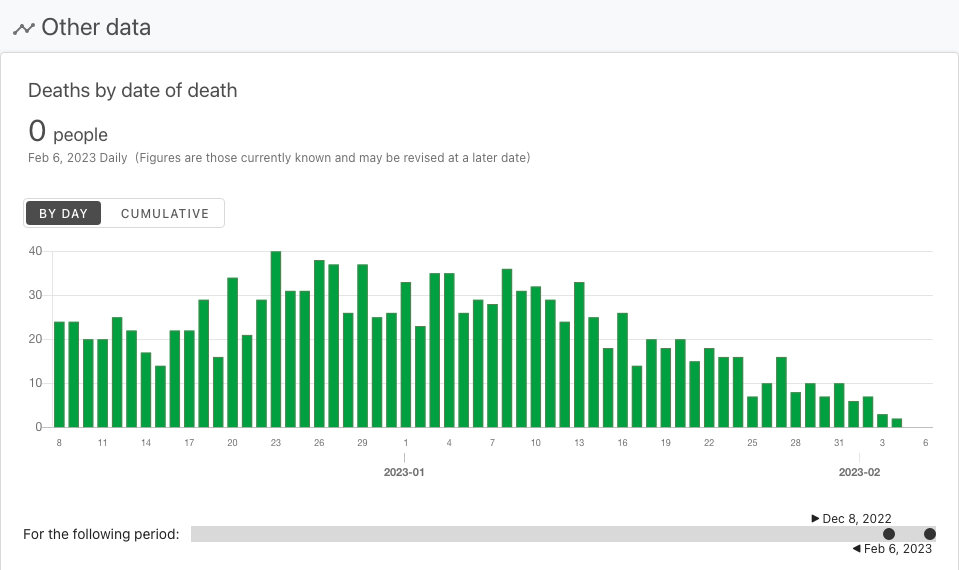 Other data
Deaths by date of death
0 people
Feb 6, 2023 Daily (Figures are those currently known and may be revised at a later date)
BY DAY CUMULATIVE
40
30
20
10
0
8 11 14 17 20 23 26 29 1 4 7 10 13 16 19 22 25 28 31 3 6
2023-01 2023-02
▶ Dec 8, 2022
For the following period:
◀ Feb 6, 2023